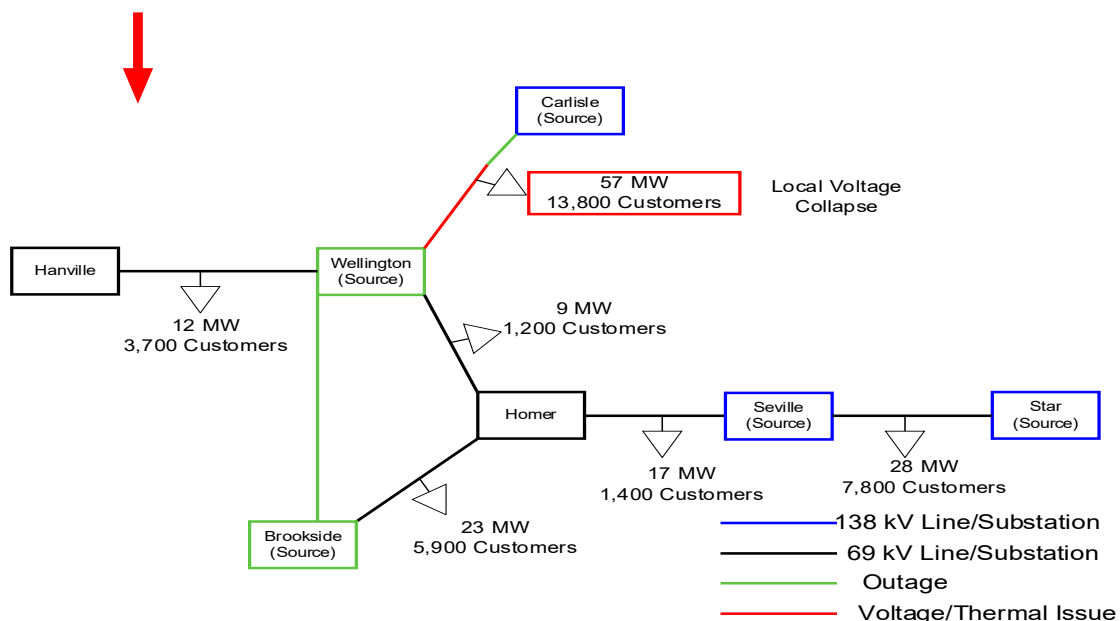 Carlisle
(Source)
57 MW
13,800 Customers
Local Voltage
Collapse
Hanville
Wellington
(Source)
12 MW
3,700 Customers
9 MW
1,200 Customers
Homer
Seville
(Source)
Star
(Source)
17 MW
1,400 Customers
28 MW
7,800 Customers
23 MW
5,900 Customers
Brookside
(Source)
138 kV Line/Substation
69 kV Line/Substation
Outage
Voltage/Thermal Issue